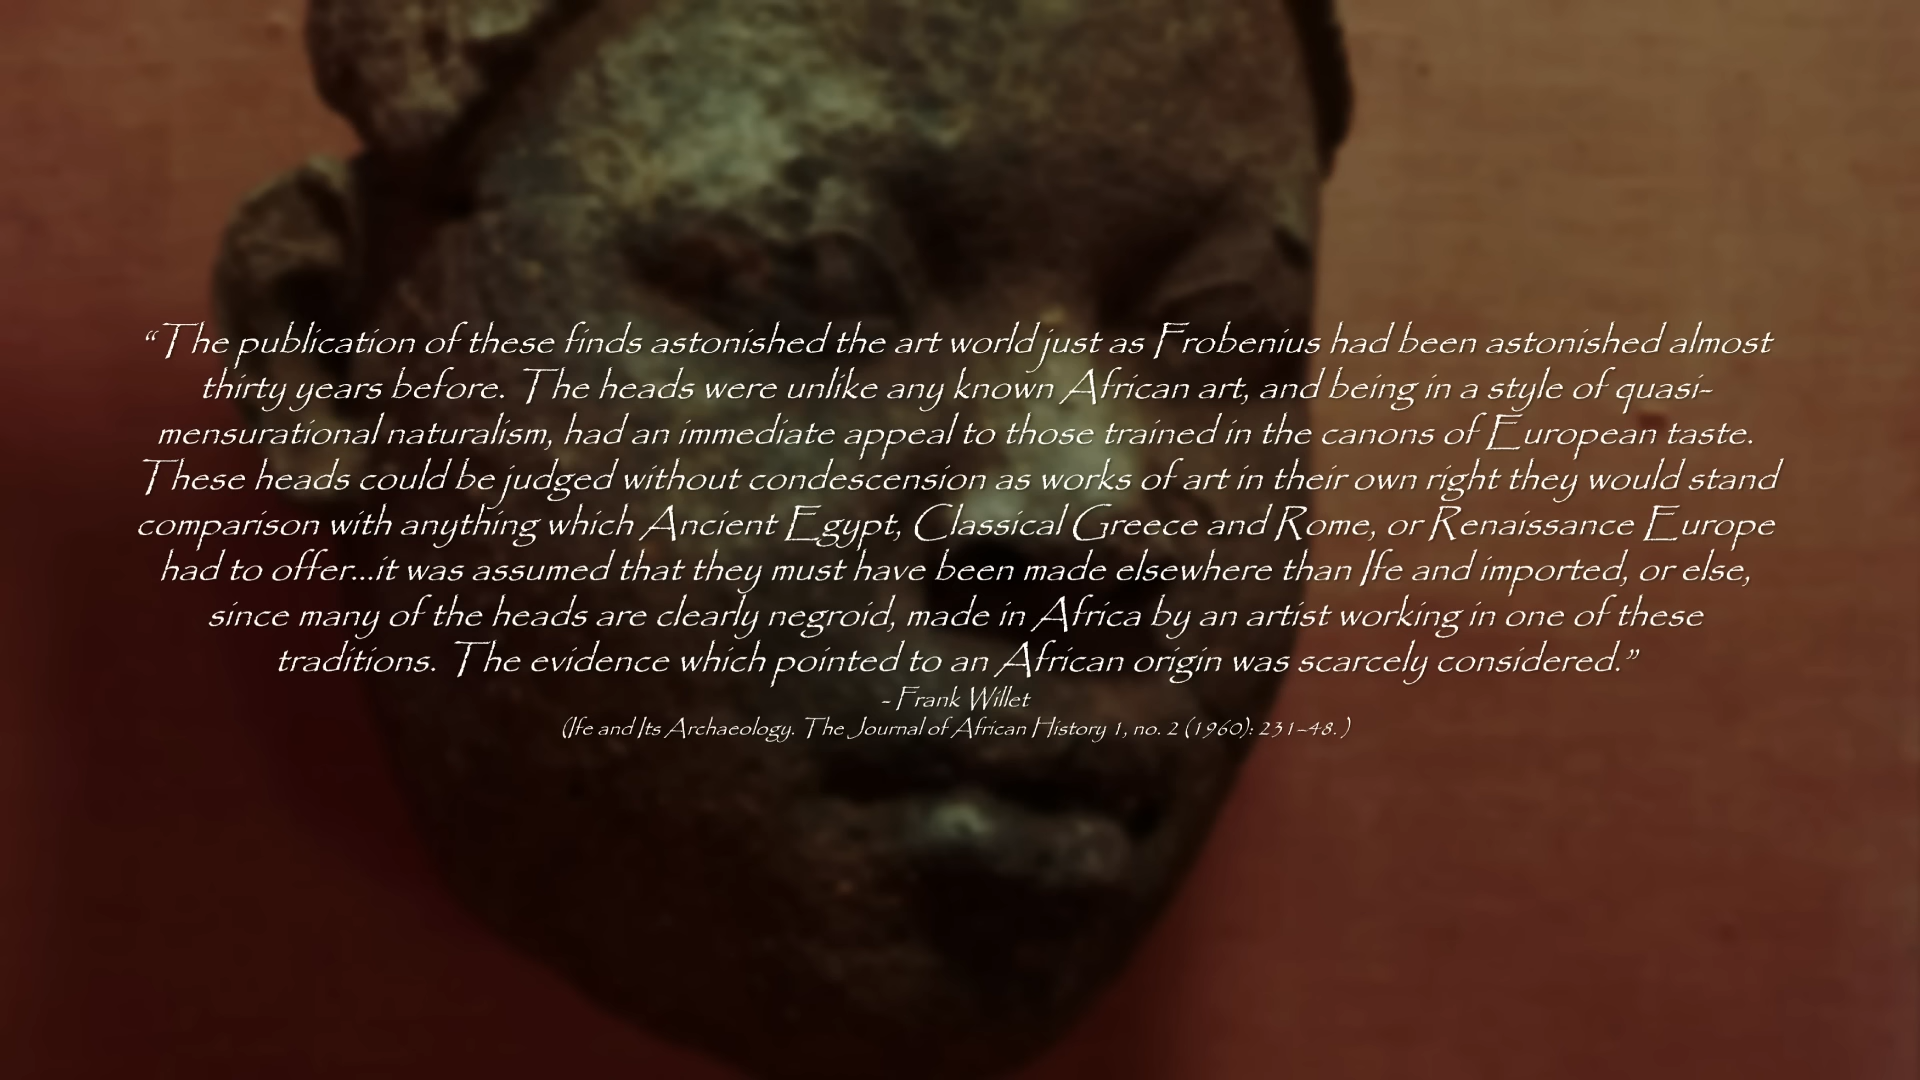 “The publication of these finds astonished the art world just as Frobenius had been astonished almost
thirty years before. The heads were unlike any known African art, and being in a style of quasi-
mensurational naturalism, had an immediate appeal to those trained in the canons of European taste.
These heads could be judged without condescension as works of art in their own right they would stand
comparison with anything which Ancient Egypt, Classical Greece and Rome, or Renaissance Europe
had to offer...it was assumed that they must have been made elsewhere than Ife and imported, or else,
since many of the heads are clearly negroid, made in Africa by an artist working in one of these
traditions. The evidence which pointed to an African origin was scarcely considered.”
- Frank Willet
(Ife and Its Archaeology. The Journal of African History 1, no. 2 (1960): 231–48. )